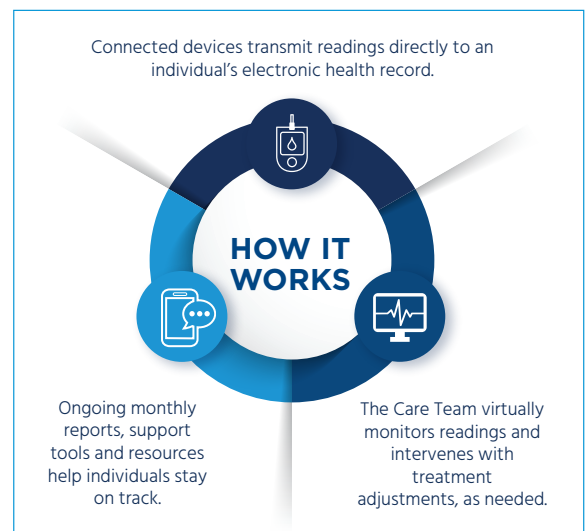 Connected devices transmit readings directly to an
individual's electronic health record.
HOW IT
WORKS
Ongoing monthly
reports, support
tools and resources
help individuals stay
on track.
The Care Team virtually
monitors readings and
intervenes with
treatment
adjustments, as needed.